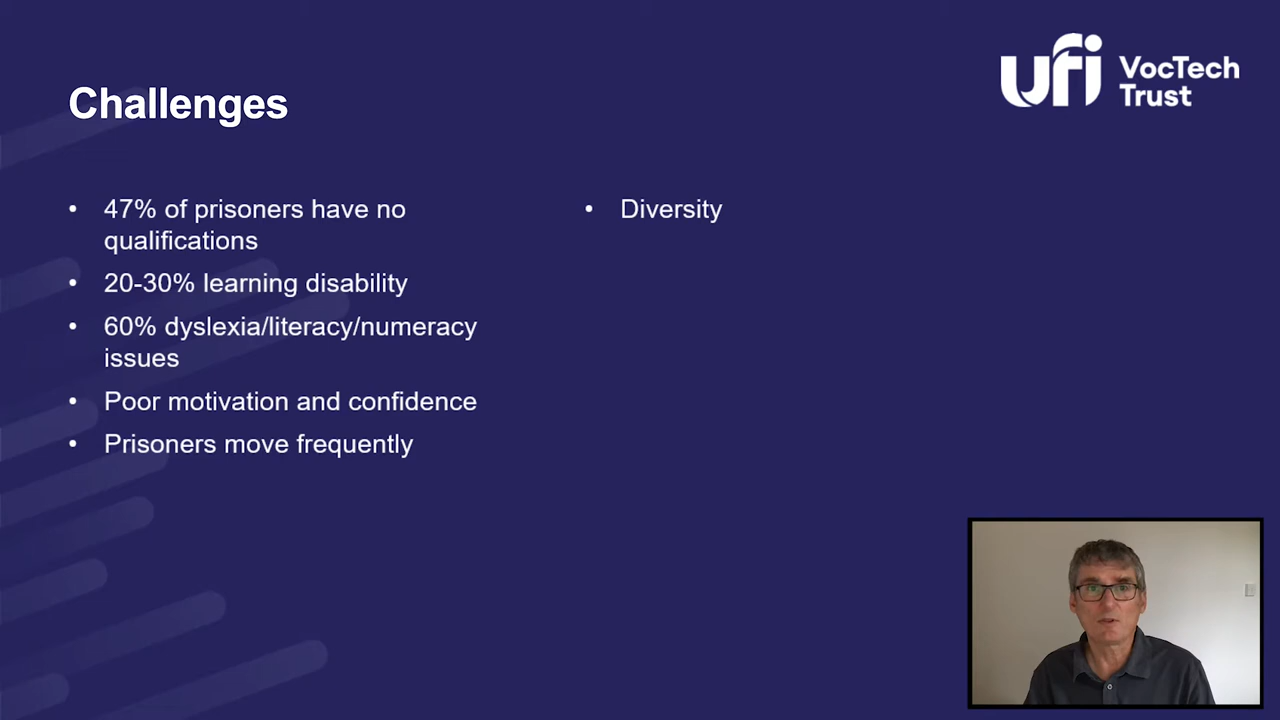 Challenges
ufi VocTech
Trust
• 47% of prisoners have no
qualifications
• 20-30% learning disability
• 60% dyslexia/literacy/numeracy
issues
• Poor motivation and confidence
• Prisoners move frequently
• Diversity